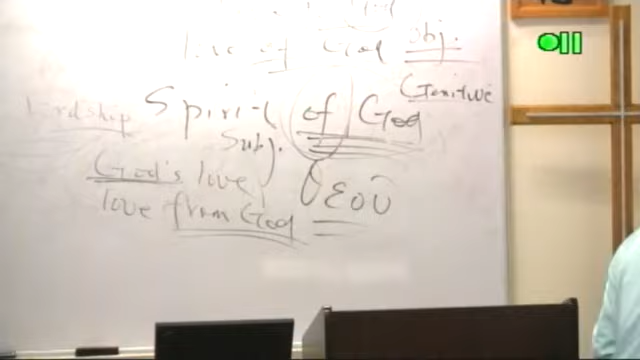 love of God obj.
Genitive
Lordship Spirit of God
Subj.
God's love θεοῦ
love from God